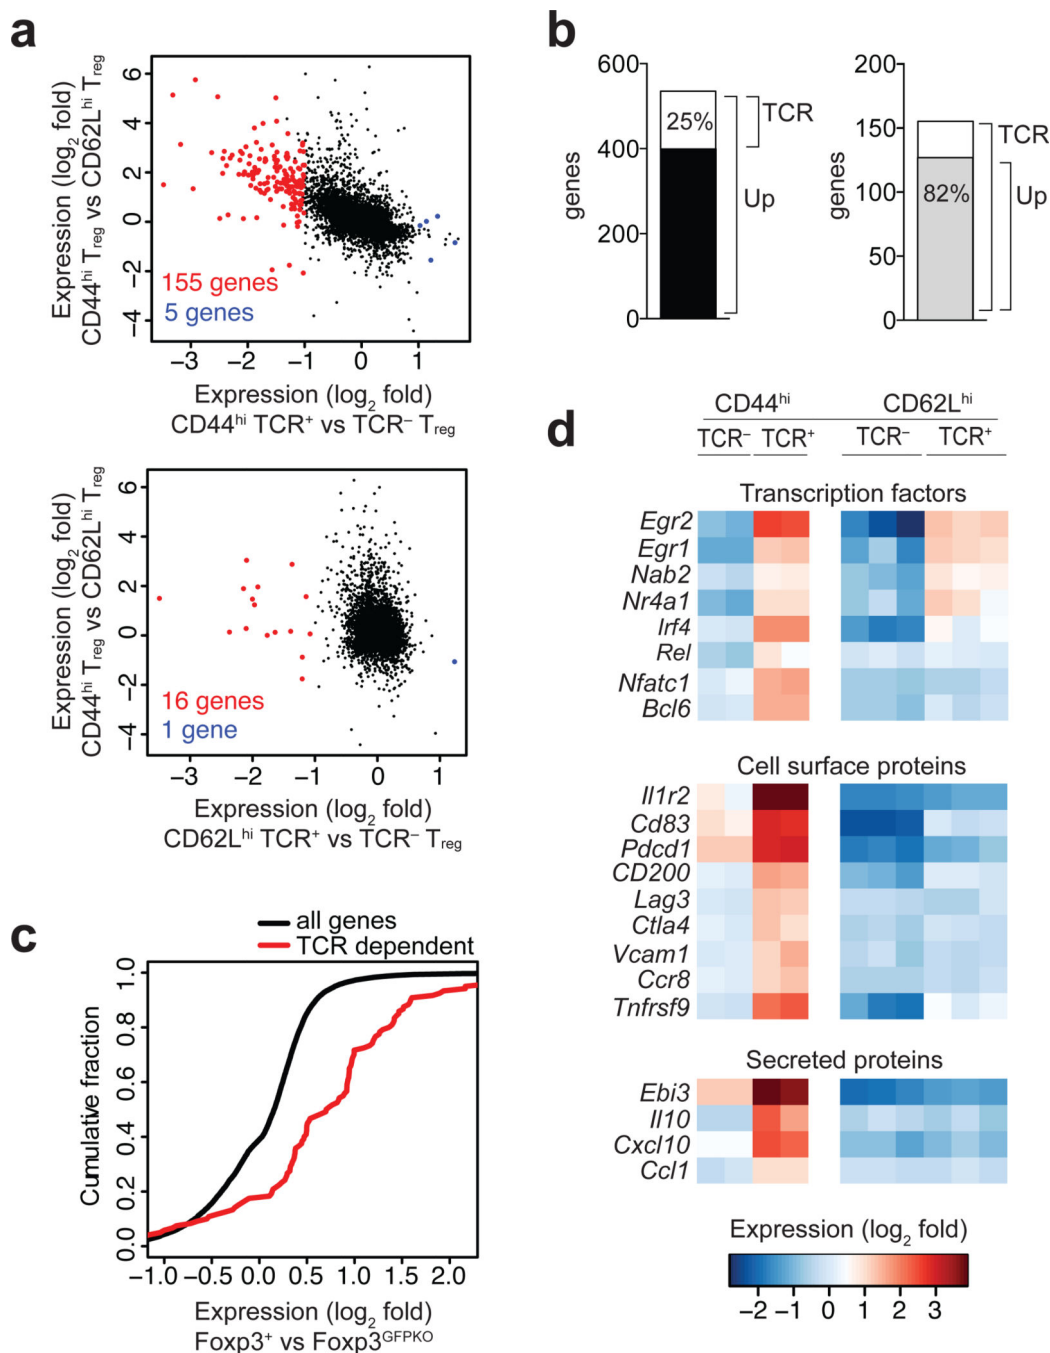 a
Expression (log2 fold)
CD44hi Treg vs CD62Lhi Treg
6
4
2
0
−2
−4
155 genes
5 genes
−3 −2 −1 0 1
Expression (log2 fold)
CD44hi TCR+ vs TCR− Treg
Expression (log2 fold)
CD44hi Treg vs CD62Lhi Treg
6
4
2
0
−2
−4
16 genes
1 gene
−3 −2 −1 0 1
Expression (log2 fold)
CD62Lhi TCR+ vs TCR− Treg
b
genes
600
400
200
0
25%
TCR
Up
genes
200
150
100
50
0
82%
TCR
Up
c
all genes
TCR dependent
Cumulative fraction
1.0
0.8
0.6
0.4
0.2
0.0
−1.0 −0.5 0.0 0.5 1.0 1.5 2.0
Expression (log2 fold)
Foxp3+ vs Foxp3GFPKO
d
CD44hi CD62Lhi
TCR− TCR+ TCR− TCR+
Transcription factors
Egr2
Egr1
Nab2
Nr4a1
Irf4
Rel
Nfatc1
Bcl6
Cell surface proteins
Il1r2
Cd83
Pdcd1
CD200
Lag3
Ctla4
Vcam1
Ccr8
Tnfrsf9
Secreted proteins
Ebi3
Il10
Cxcl10
Ccl1
Expression (log2 fold)
−2 −1 0 1 2 3